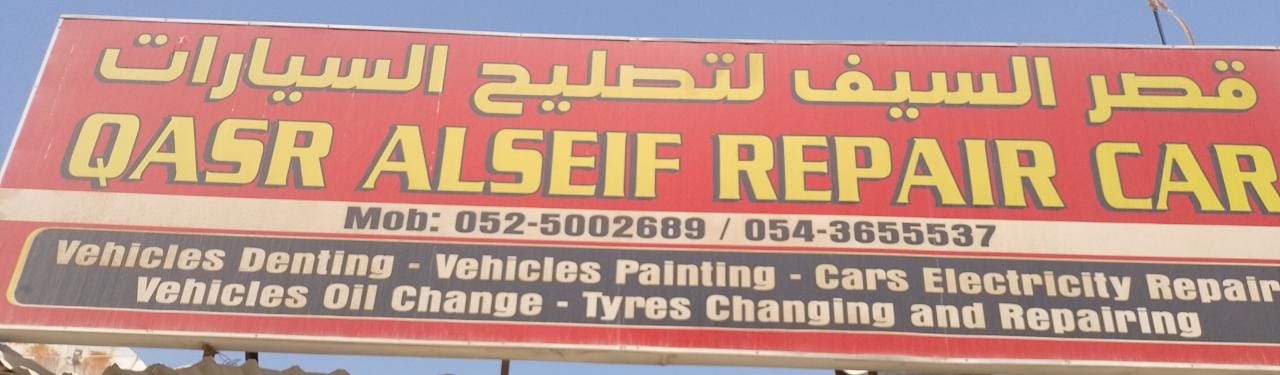 قصر السيف لتصليح السيارات
QASR ALSEIF REPAIR CAR
Mob: 052-5002689 / 054-3655537
Vehicles Denting - Vehicles Painting - Cars Electricity Repair
Vehicles Oil Change - Tyres Changing and Repairing